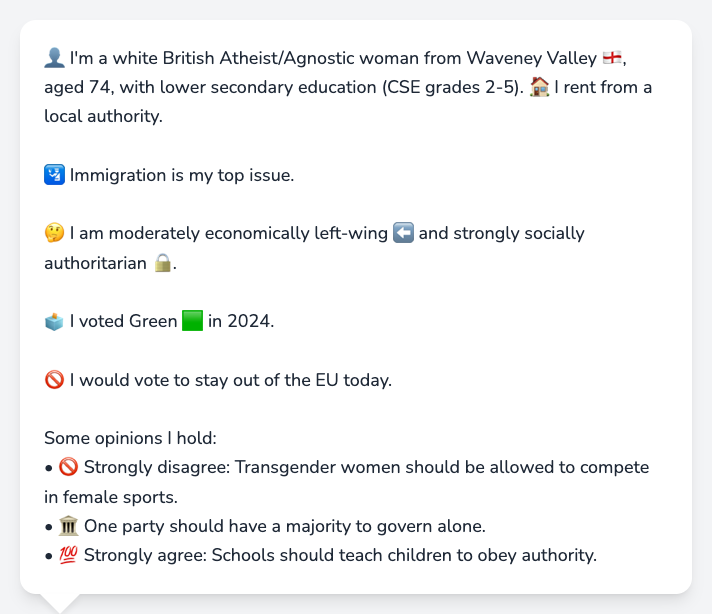 👤 I'm a white British Atheist/Agnostic woman from Waveney Valley 🏴󠁧󠁢󠁥󠁮󠁧󠁿,
aged 74, with lower secondary education (CSE grades 2-5). 🏠 I rent from a
local authority.
🛂 Immigration is my top issue.
🤔 I am moderately economically left-wing ⬅️ and strongly socially
authoritarian 🔒.
🗳️ I voted Green 🟩 in 2024.
🚫 I would vote to stay out of the EU today.
Some opinions I hold:
• 🚫 Strongly disagree: Transgender women should be allowed to compete
in female sports.
• 🏛️ One party should have a majority to govern alone.
• 💯 Strongly agree: Schools should teach children to obey authority.